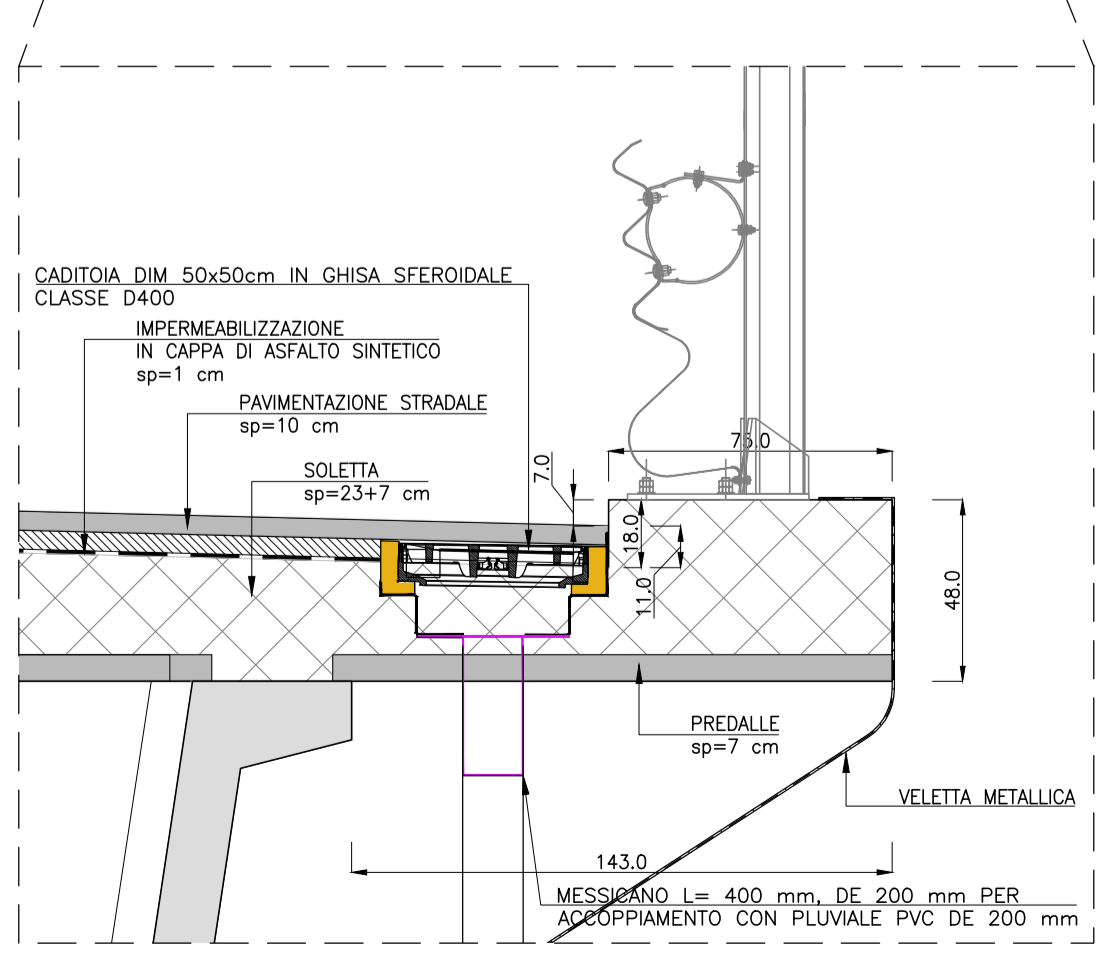 CADITOIA DIM 50x50cm IN GHISA SFEROIDALE
CLASSE D400
IMPERMEABILIZZAZIONE
IN CAPPA DI ASFALTO SINTETICO
sp=1 cm
PAVIMENTAZIONE STRADALE
sp=10 cm
SOLETTA
sp=23+7 cm
75.0
7.0
18.0
11.0
48.0
PREDALLE
sp=7 cm
VELETTA METALLICA
143.0
MESSICANO L= 400 mm, DE 200 mm PER
ACCOPPIAMENTO CON PLUVIALE PVC DE 200 mm